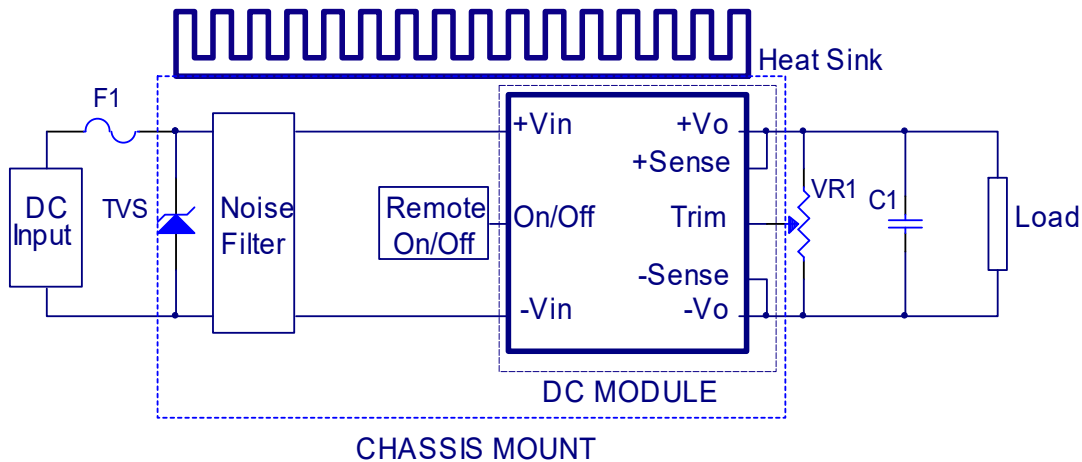 Heat Sink
F1
+Vin
+Vo
+Sense
DC
Input
TVS
Noise
Filter
Remote
On/Off
On/Off
Trim
VR1
C1
Load
-Sense
-Vin
-Vo
DC MODULE
CHASSIS MOUNT